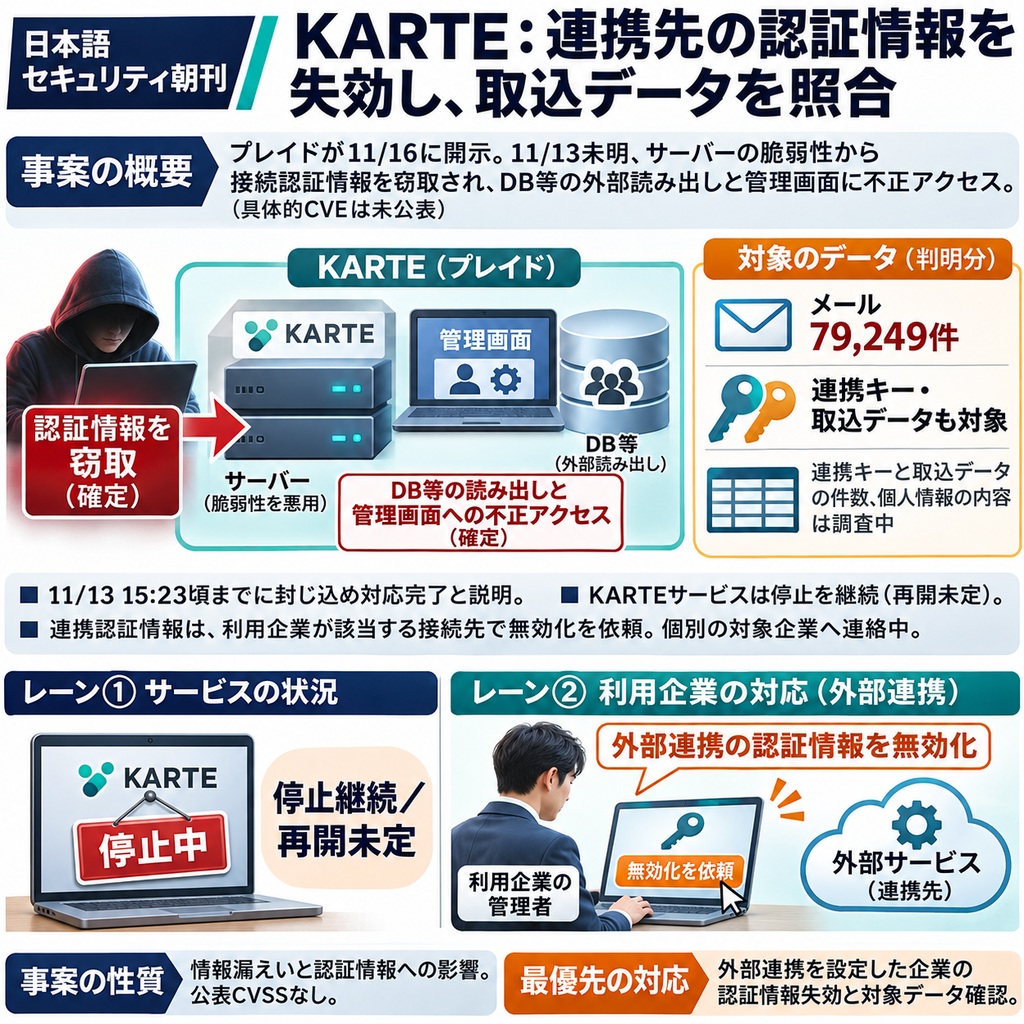 日本語
セキュリティ朝刊
KARTE：連携先の認証情報を
失効し、取込データを照合
事案の概要
プレイドが11/16に開示。11/13未明、サーバーの脆弱性から
接続認証情報を窃取され、DB等の外部読み出しと管理画面に不正アクセス。
（具体的CVEは未公表）
KARTE（プレイド）
KARTE
管理画面
認証情報を
窃取
（確定）
サーバー
（脆弱性を悪用）
DB等
（外部読み出し）
DB等の読み出しと
管理画面への不正アクセス
（確定）
対象のデータ（判明分）
メール
79,249件
連携キー・
取込データも対象
連携キーと取込データ
の件数、個人情報の内容
は調査中
■ 11/13 15:23頃までに封じ込め対応完了と説明。
■ KARTEサービスは停止を継続（再開未定）。
■ 連携認証情報は、利用企業が該当する接続先で無効化を依頼。個別の対象企業へ連絡中。
レーン① サービスの状況
KARTE
停止中
停止継続／
再開未定
レーン② 利用企業の対応（外部連携）
外部連携の認証情報を無効化
無効化を依頼
利用企業の
管理者
外部サービス
（連携先）
事案の性質
情報漏えいと認証情報への影響。
公表CVSSなし。
最優先の対応
外部連携を設定した企業の
認証情報失効と対象データ確認。